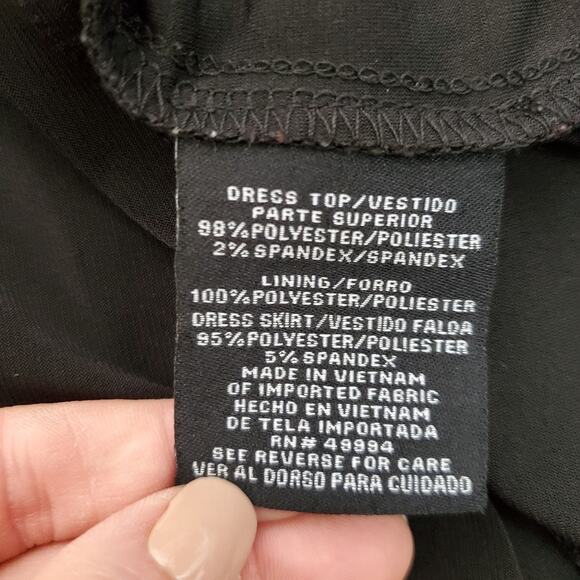 DRESS TOP/VESTIDO
PARTE SUPERIOR
98%POLYESTER/POLIESTER
2%SPANDEX/SPANDEX
LINING/FORRO
100%POLYESTER/POLIESTER
DRESS SKIRT/VESTIDO FALDA
95%POLYESTER/POLIESTER
5%SPANDEX
MADE IN VIETNAM
OF IMPORTED FABRIC
HECHO EN VIETNAM
DE TELA IMPORTADA
RN# 49994
SEE REVERSE FOR CARE
VER AL DORSO PARA CUIDADO